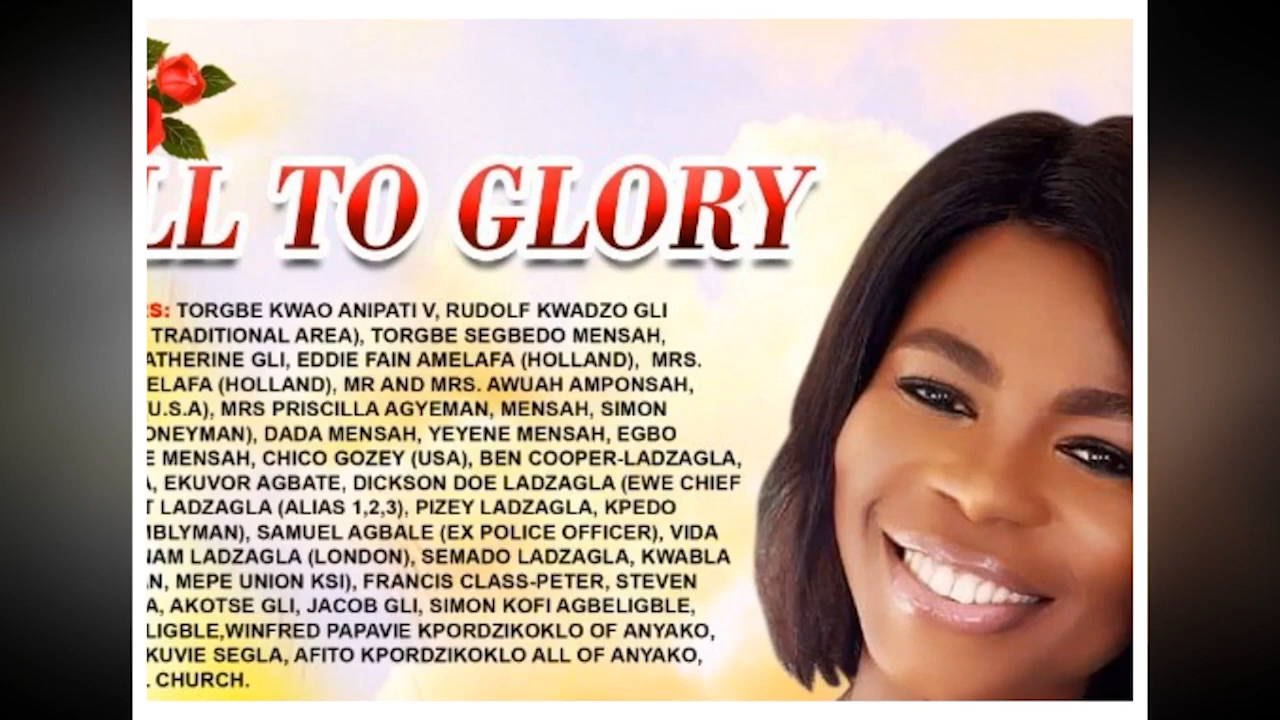 LL TO GLORY
RS: TORGBE KWAO ANIPATI V, RUDOLF KWADZO GLI
TRADITIONAL AREA), TORGBE SEGBEDO MENSAH,
ATHERINE GLI, EDDIE FAIN AMELAFA (HOLLAND), MRS.
ELAFA (HOLLAND), MR AND MRS. AWUAH AMPONSAH,
U.S.A), MRS PRISCILLA AGYEMAN, MENSAH, SIMON
ONEYMAN), DADA MENSAH, YEYENE MENSAH, EGBO
E MENSAH, CHICO GOZEY (USA), BEN COOPER-LADZAGLA,
A, EKUVOR AGBATE, DICKSON DOE LADZAGLA (EWE CHIEF
T LADZAGLA (ALIAS 1,2,3), PIZEY LADZAGLA, KPEDO
MBLYMAN), SAMUEL AGBALE (EX POLICE OFFICER), VIDA
NAM LADZAGLA (LONDON), SEMADO LADZAGLA, KWABLA
AN, MEPE UNION KSI), FRANCIS CLASS-PETER, STEVEN
A, AKOTSE GLI, JACOB GLI, SIMON KOFI AGBELIGBLE,
LIGBLE,WINFRED PAPAVIE KPORDZIKOKLO OF ANYAKO,
KUVIE SEGLA, AFITO KPORDZIKOKLO ALL OF ANYAKO,
. CHURCH.